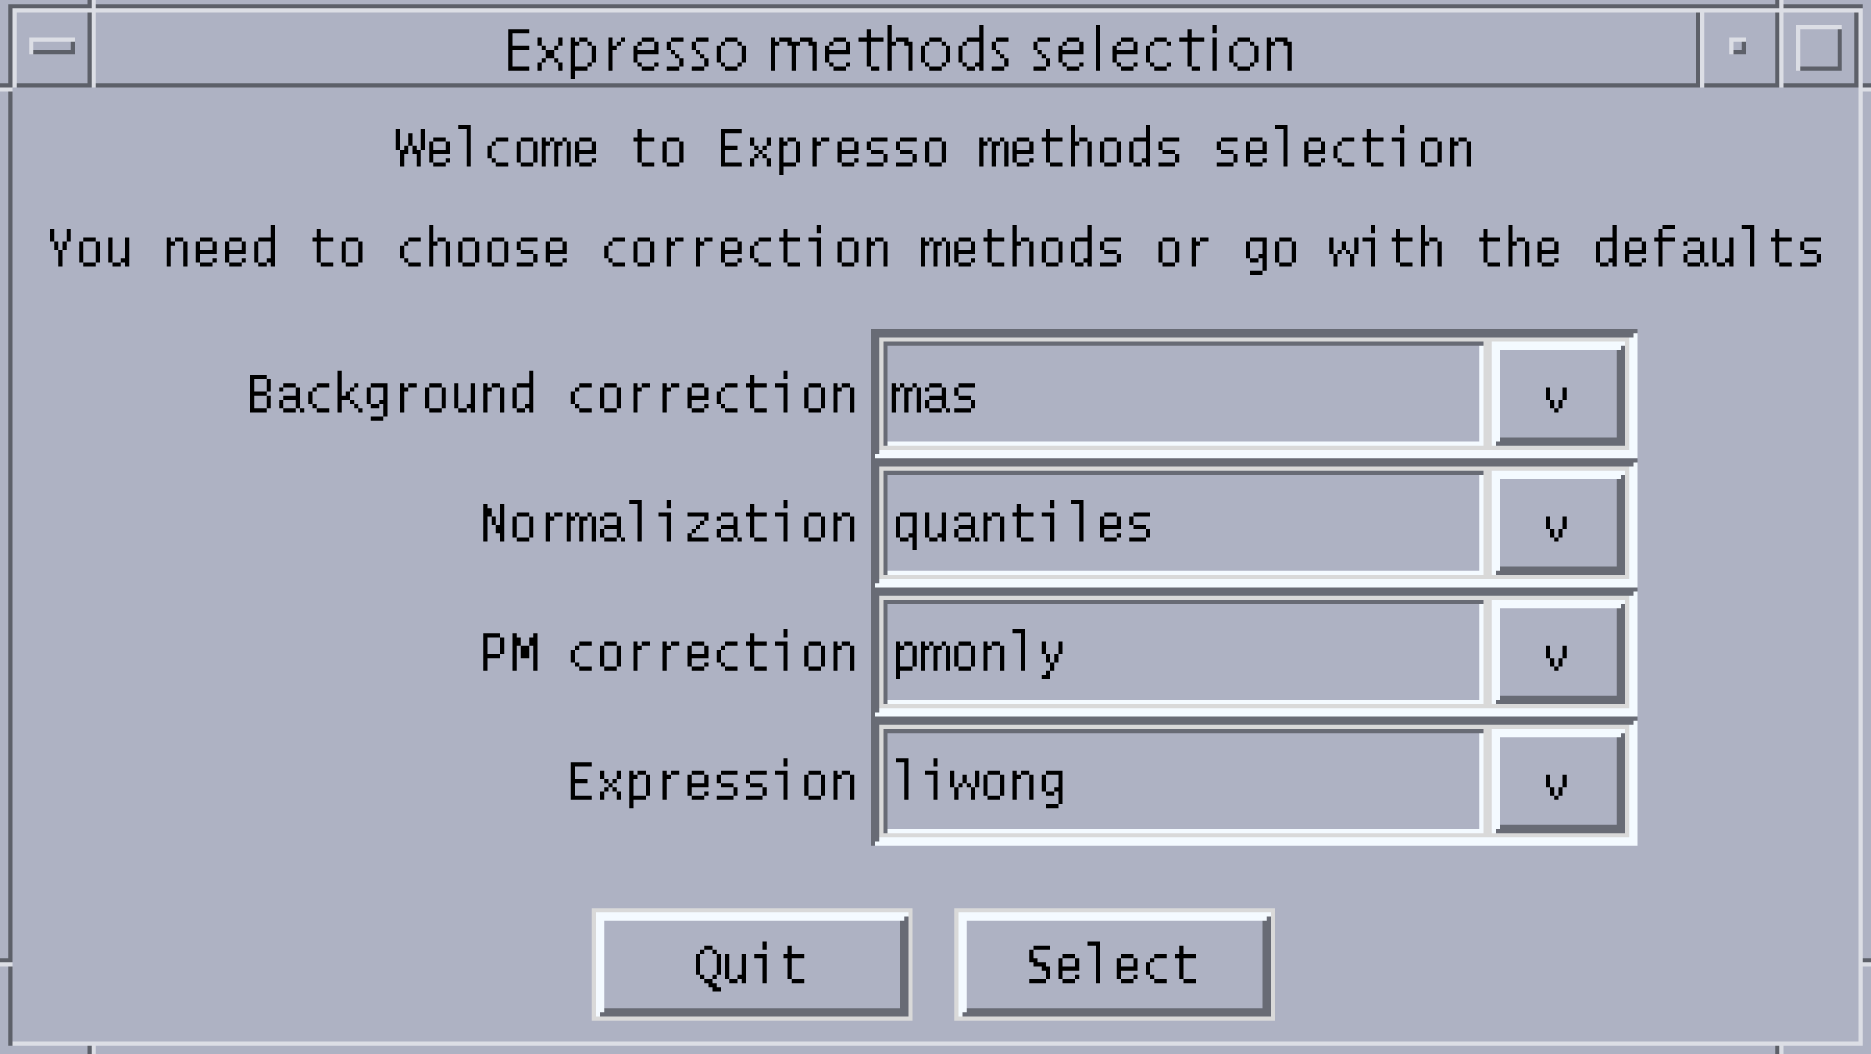 Expresso methods selection
Welcome to Expresso methods selection
You need to choose correction methods or go with the defaults
Background correction mas v
Normalization quantiles v
PM correction pmonly v
Expression liwong v
Quit Select